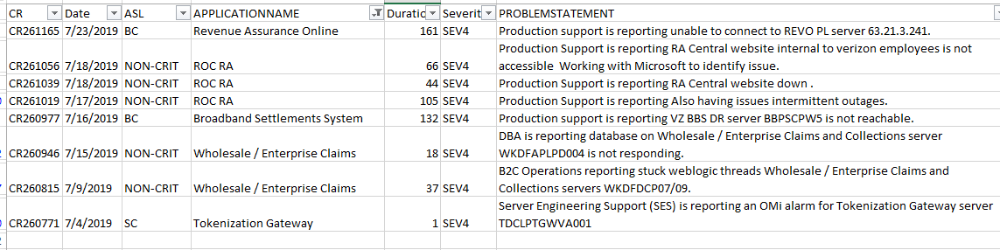 CR Date ASL APPLICATIONNAME Duratic Severit PROBLEMSTATEMENT
CR261165 7/23/2019 BC Revenue Assurance Online 161 SEV4 Production support is reporting unable to connect to REVO PL server 63.21.3.241.
Production Support is reporting RA Central website internal to verizon employees is not
CR261056 7/18/2019 NON-CRIT ROC RA 66 SEV4 accessible Working with Microsoft to identify issue.
CR261039 7/18/2019 NON-CRIT ROC RA 44 SEV4 Production Support is reporting RA Central website down .
CR261019 7/17/2019 NON-CRIT ROC RA 105 SEV4 Production Support is reporting Also having issues intermittent outages.
CR260977 7/16/2019 BC Broadband Settlements System 132 SEV4 Production support is reporting VZ BBS DR server BBPSCPW5 is not reachable.
DBA is reporting database on Wholesale / Enterprise Claims and Collections server
CR260946 7/15/2019 NON-CRIT Wholesale / Enterprise Claims 18 SEV4 WKDFAPLPD004 is not responding.
B2C Operations reporting stuck weblogic threads Wholesale / Enterprise Claims and
CR260815 7/9/2019 NON-CRIT Wholesale / Enterprise Claims 37 SEV4 Collections servers WKDFDCP07/09.
Server Engineering Support (SES) is reporting an OMi alarm for Tokenization Gateway server
CR260771 7/4/2019 SC Tokenization Gateway 1 SEV4 TDCLPTGWVA001